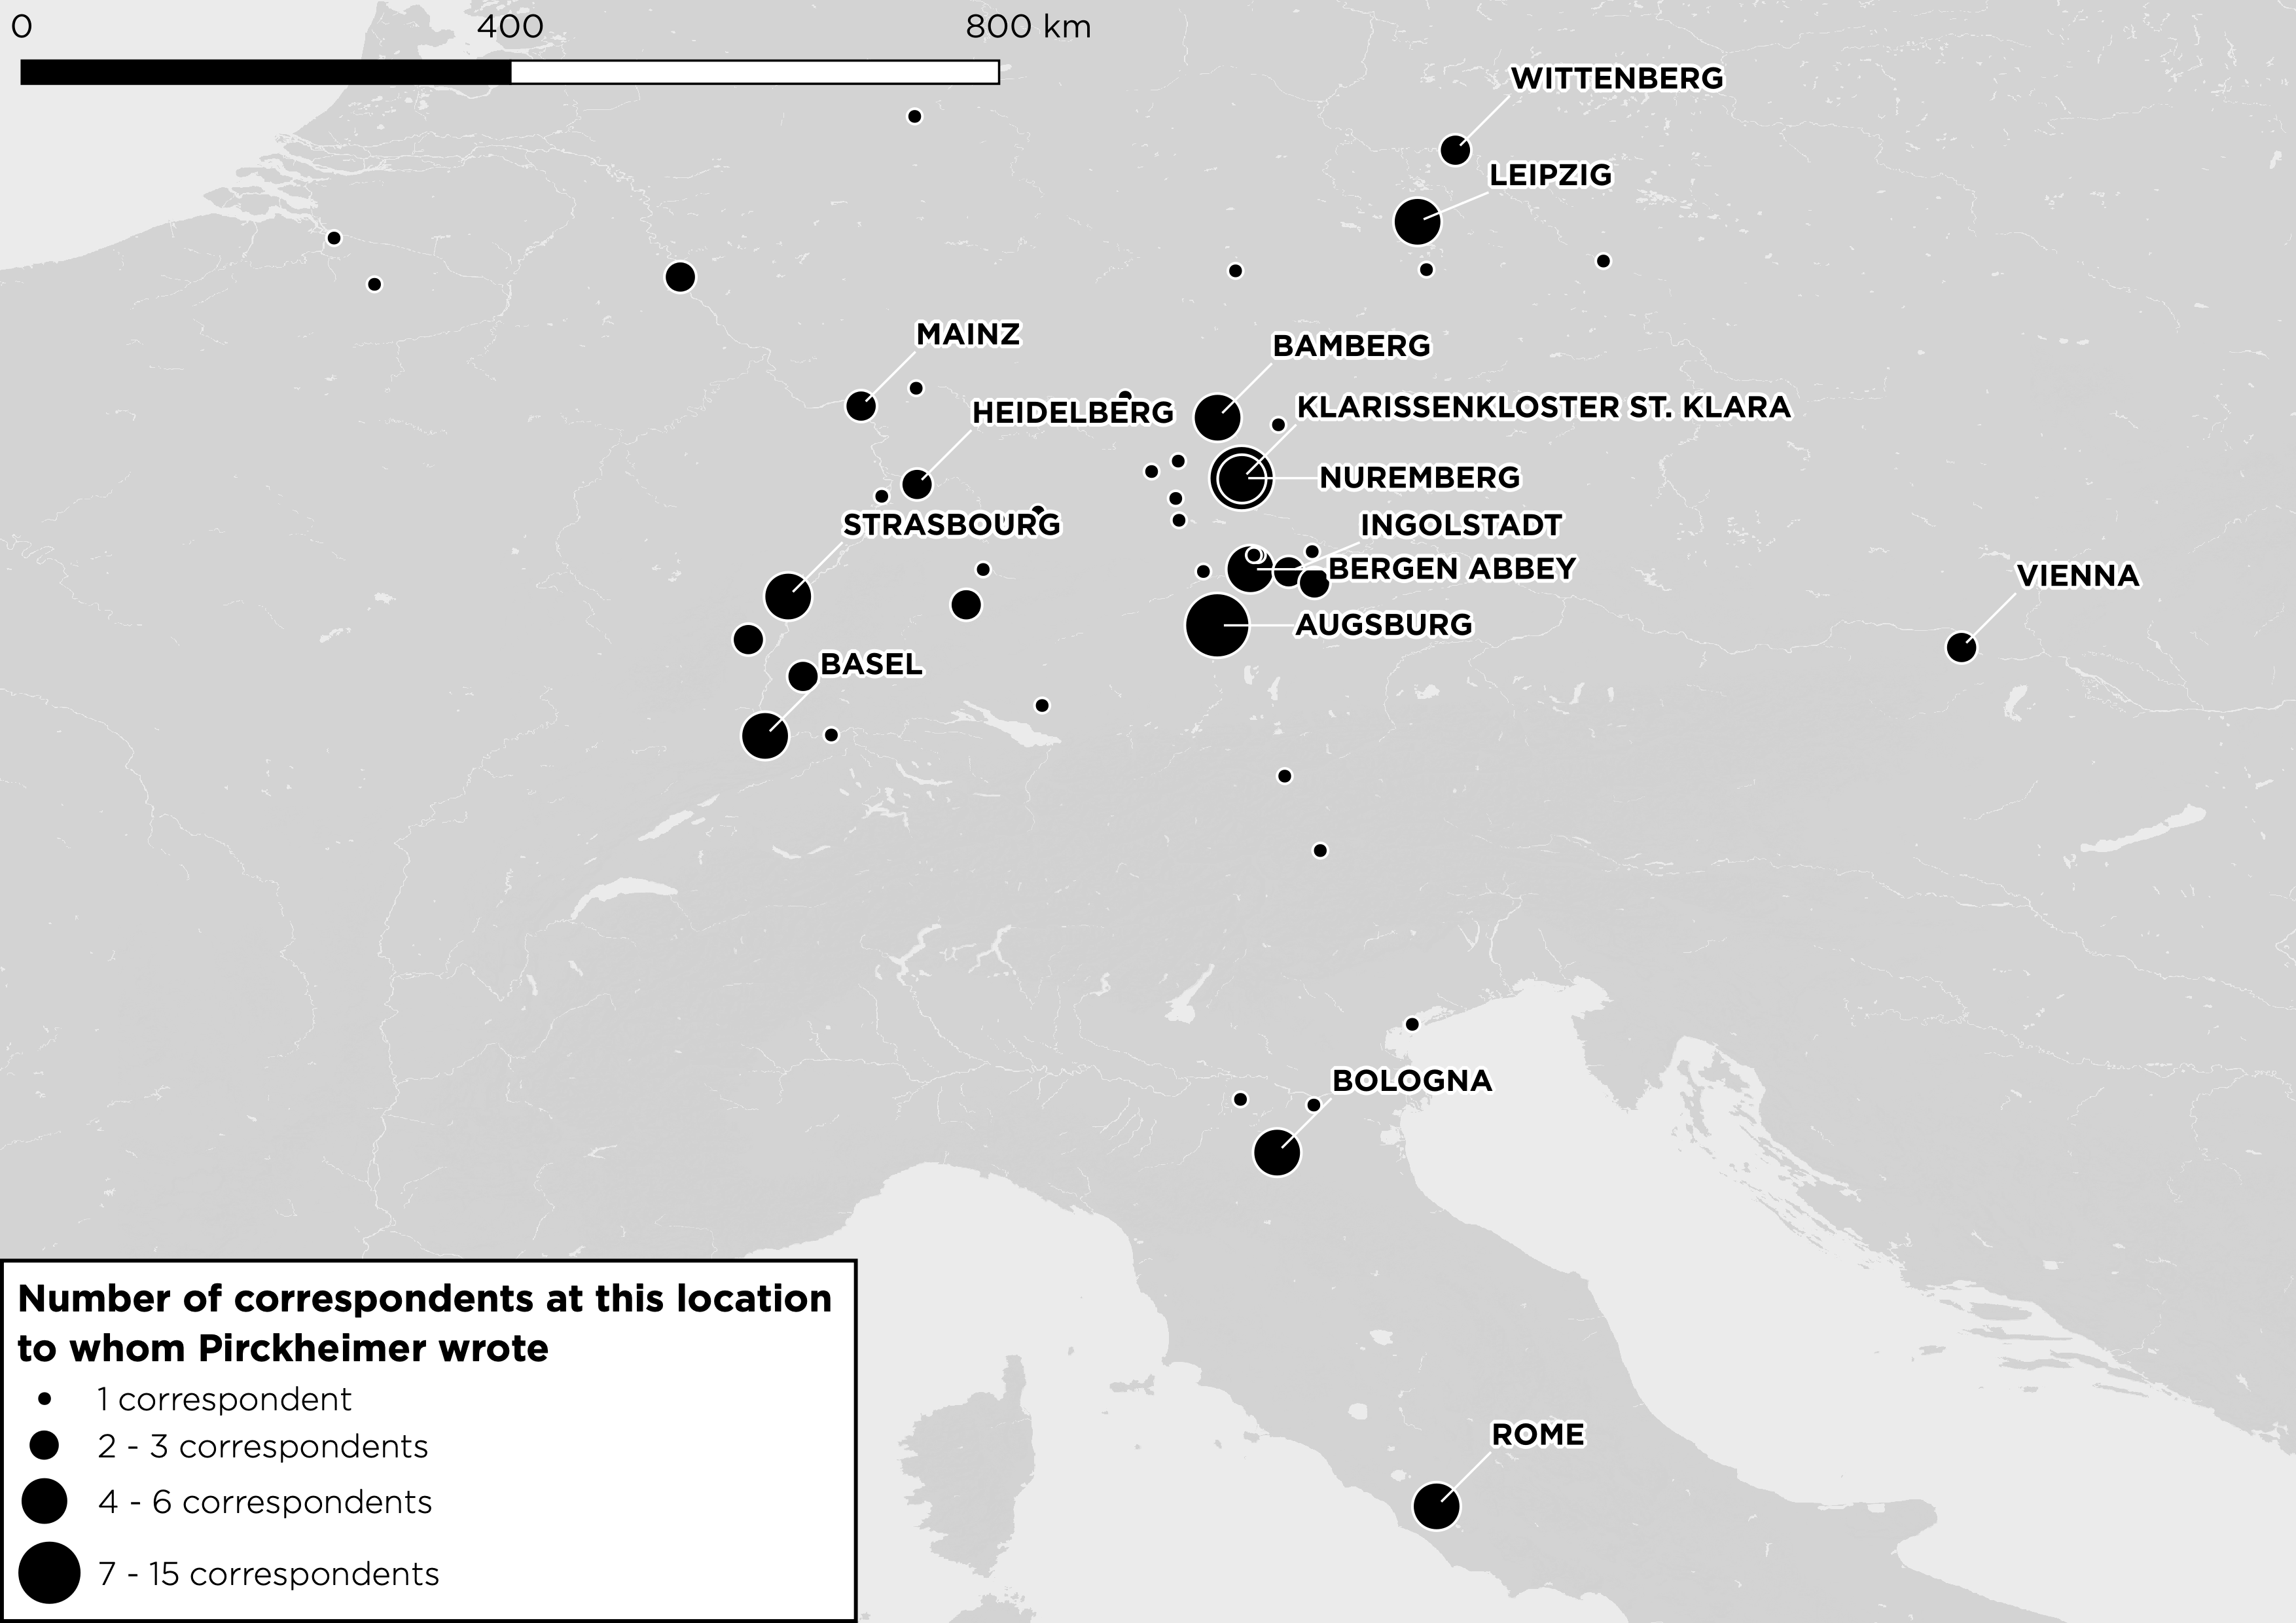 0 400 800 km
WITTENBERG
LEIPZIG
MAINZ
BAMBERG
HEIDELBERG
KLARISSENKLOSTER ST. KLARA
NUREMBERG
STRASBOURG
INGOLSTADT
BERGEN ABBEY
VIENNA
AUGSBURG
BASEL
BOLOGNA
Number of correspondents at this location
to whom Pirckheimer wrote
1 correspondent
2 - 3 correspondents
4 - 6 correspondents
7 - 15 correspondents
ROME